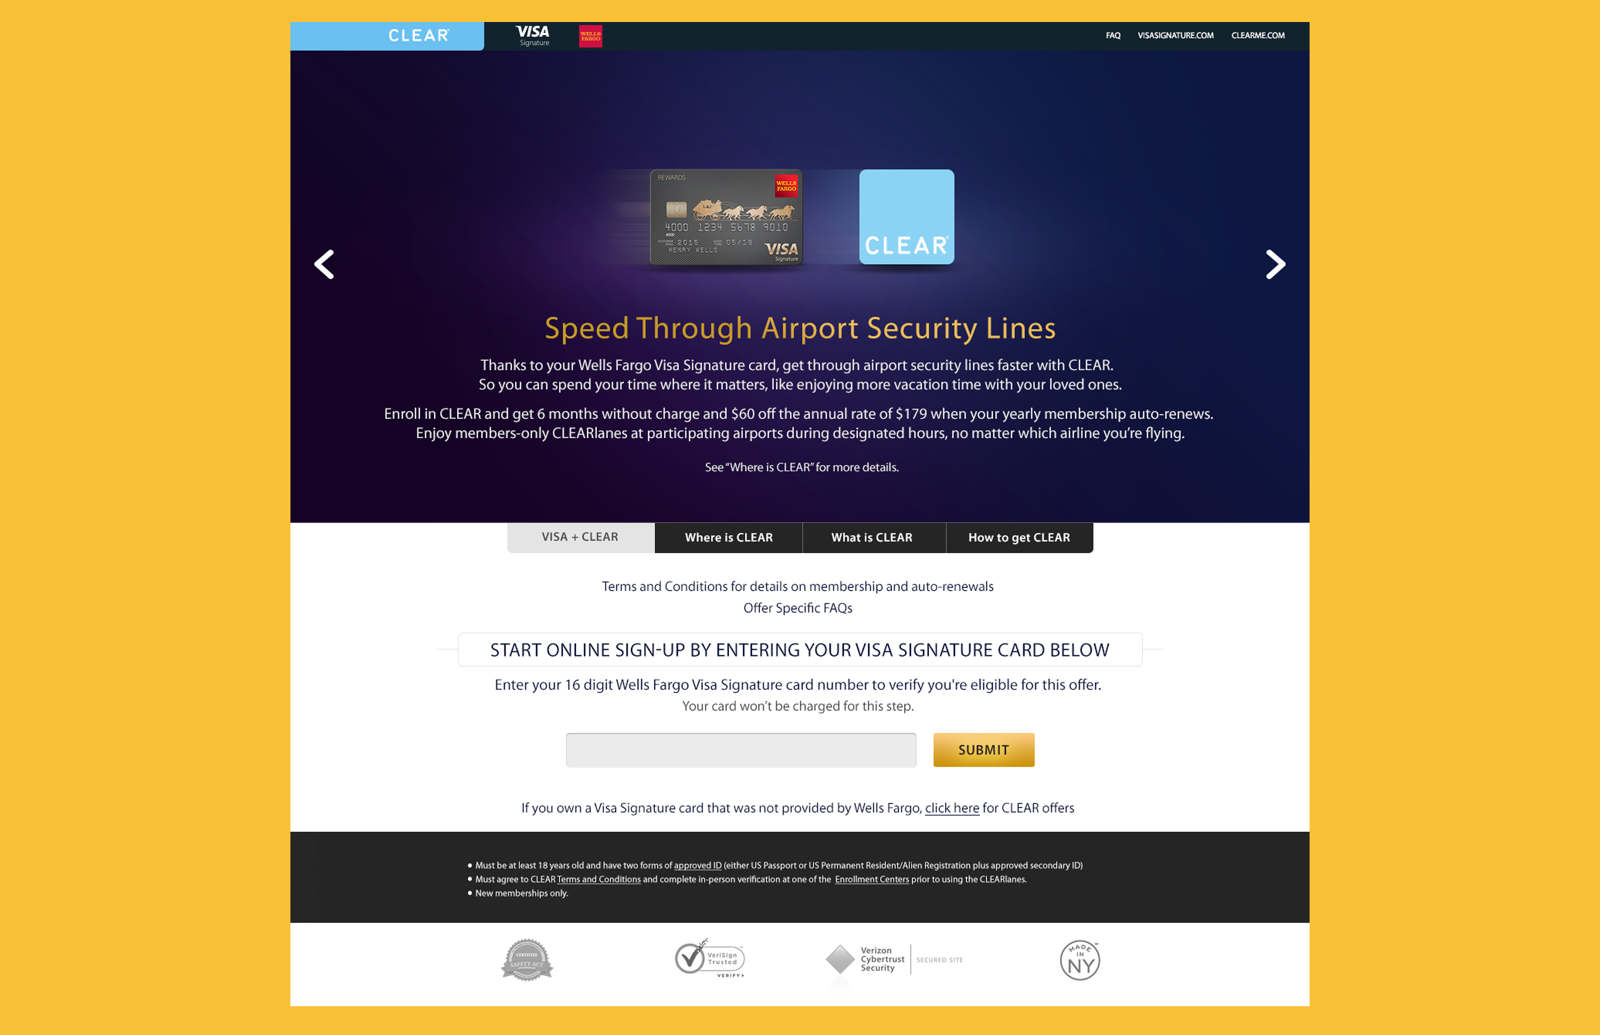 CLEAR
VISA
Signature
WELLS
FARGO
FAQ
VISASIGNATURE.COM
CLEARME.COM
REWARDS
WELLS
FARGO
4000 1234 5678 9010
2015 05/18
HENRY WELLS
VISA
Signature
CLEAR
Speed Through Airport Security Lines
Thanks to your Wells Fargo Visa Signature card, get through airport security lines faster with CLEAR.
So you can spend your time where it matters, like enjoying more vacation time with your loved ones.
Enroll in CLEAR and get 6 months without charge and $60 off the annual rate of $179 when your yearly membership auto-renews.
Enjoy members-only CLEARlanes at participating airports during designated hours, no matter which airline you’re flying.
See “Where is CLEAR” for more details.
VISA + CLEAR
Where is CLEAR
What is CLEAR
How to get CLEAR
Terms and Conditions for details on membership and auto-renewals
Offer Specific FAQs
START ONLINE SIGN-UP BY ENTERING YOUR VISA SIGNATURE CARD BELOW
Enter your 16 digit Wells Fargo Visa Signature card number to verify you're eligible for this offer.
Your card won't be charged for this step.
SUBMIT
If you own a Visa Signature card that was not provided by Wells Fargo, click here for CLEAR offers
• Must be at least 18 years old and have two forms of approved ID (either US Passport or US Permanent Resident/Alien Registration plus approved secondary ID)
• Must agree to CLEAR Terms and Conditions and complete in-person verification at one of the Enrollment Centers prior to using the CLEARlanes.
• New memberships only.
CERTIFIED
SAFETY ACT
VeriSign
Trusted
VERIFY
Verizon
Cybertrust
Security
SECURED SITE
MADE
IN
NY